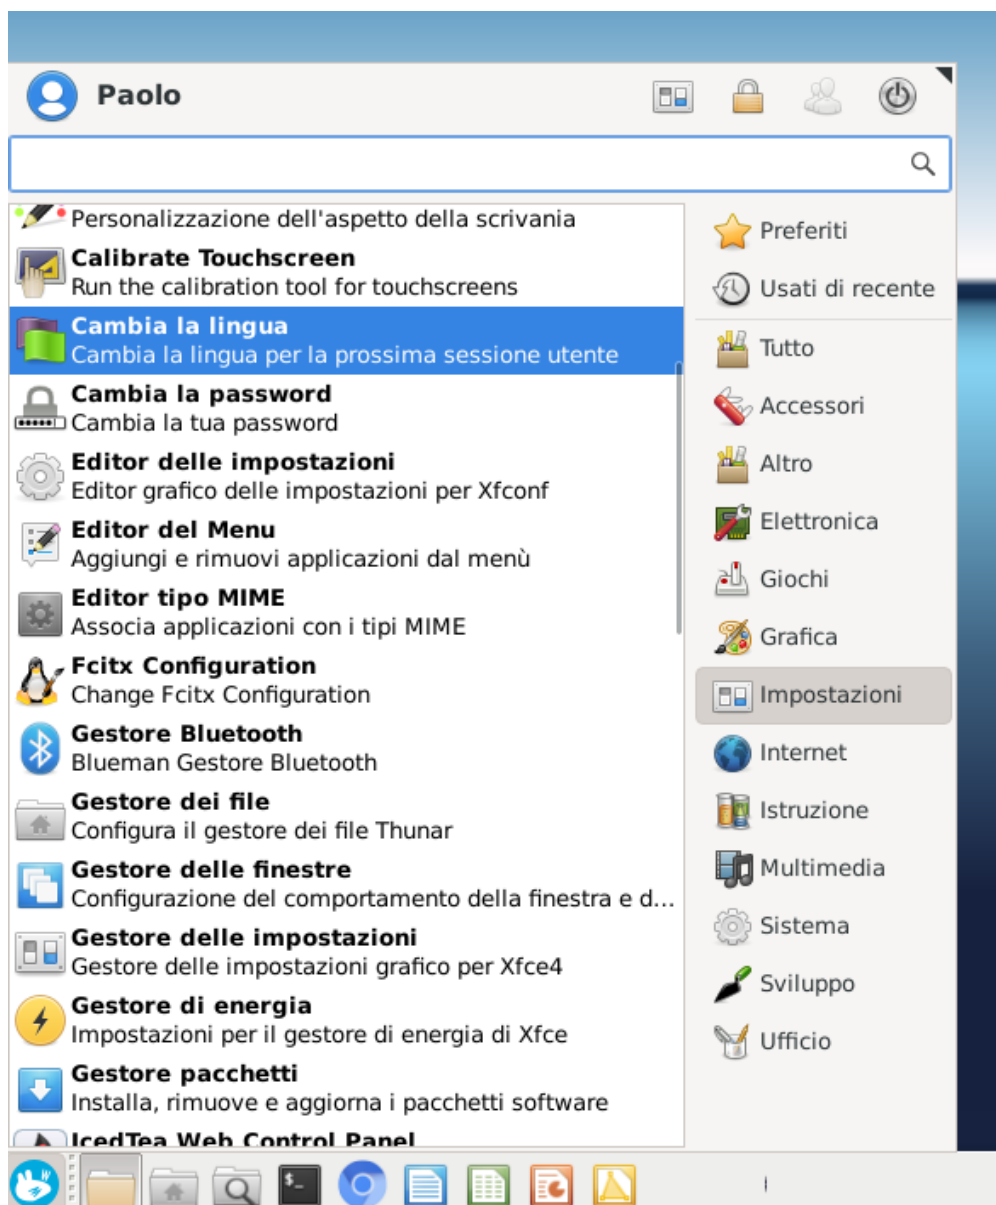 Paolo
Personalizzazione dell'aspetto della scrivania
Calibrate Touchscreen
Run the calibration tool for touchscreens
Cambia la lingua
Cambia la lingua per la prossima sessione utente
Cambia la password
Cambia la tua password
Editor delle impostazioni
Editor grafico delle impostazioni per Xfconf
Editor del Menu
Aggiungi e rimuovi applicazioni dal menù
Editor tipo MIME
Associa applicazioni con i tipi MIME
Fcitx Configuration
Change Fcitx Configuration
Gestore Bluetooth
Blueman Gestore Bluetooth
Gestore dei file
Configura il gestore dei file Thunar
Gestore delle finestre
Configurazione del comportamento della finestra e d...
Gestore delle impostazioni
Gestore delle impostazioni grafico per Xfce4
Gestore di energia
Impostazioni per il gestore di energia di Xfce
Gestore pacchetti
Installa, rimuove e aggiorna i pacchetti software
IcedTea Web Control Panel
Preferiti
Usati di recente
Tutto
Accessori
Altro
Elettronica
Giochi
Grafica
Impostazioni
Internet
Istruzione
Multimedia
Sistema
Sviluppo
Ufficio
W
$_